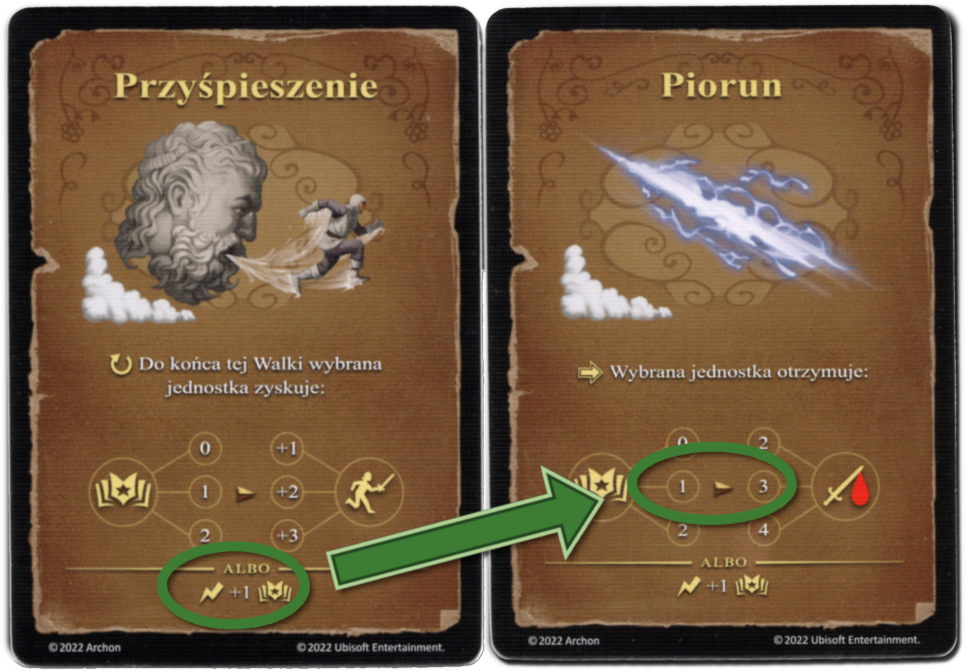 Przyśpieszenie
Do końca tej Walki wybrana
jednostka zyskuje:
0 +1
1 +2
2 +3
ALBO
+1
© 2022 Archon © 2022 Ubisoft Entertainment.
Piorun
Wybrana jednostka otrzymuje:
0 2
1 3
2 4
ALBO
+1
© 2022 Archon © 2022 Ubisoft Entertainment.